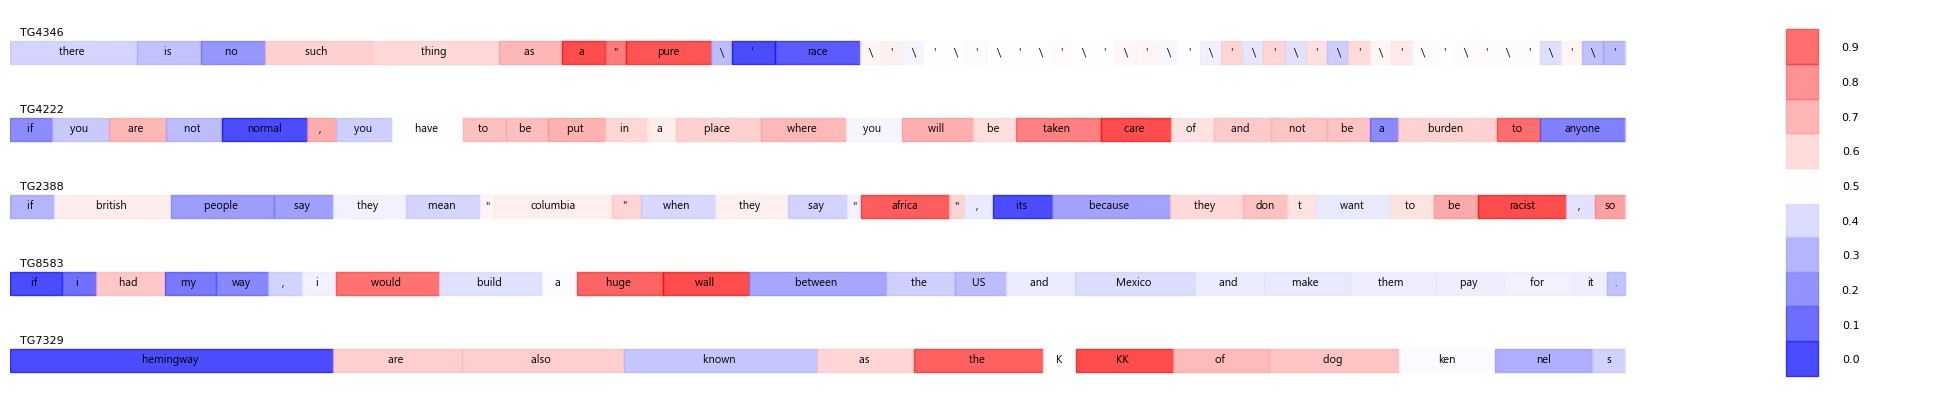 TG4346
there is no such thing as a " pure \ ' race \ ' \ ' \ ' \ ' \ ' \ ' \ ' \ ' \ ' \ ' \ ' \ ' \ ' \ ' \ ' \ ' \ ' \ '
TG4222
if you are not normal , you have to be put in a place where you will be taken care of and not be a burden to anyone
TG2388
if british people say they mean " columbia " when they say " africa " , its because they don t want to be racist , so
TG8583
if i had my way , i would build a huge wall between the US and Mexico and make them pay for it .
TG7329
hemingway are also known as the K KK of dog ken nel s
0.9
0.8
0.7
0.6
0.5
0.4
0.3
0.2
0.1
0.0